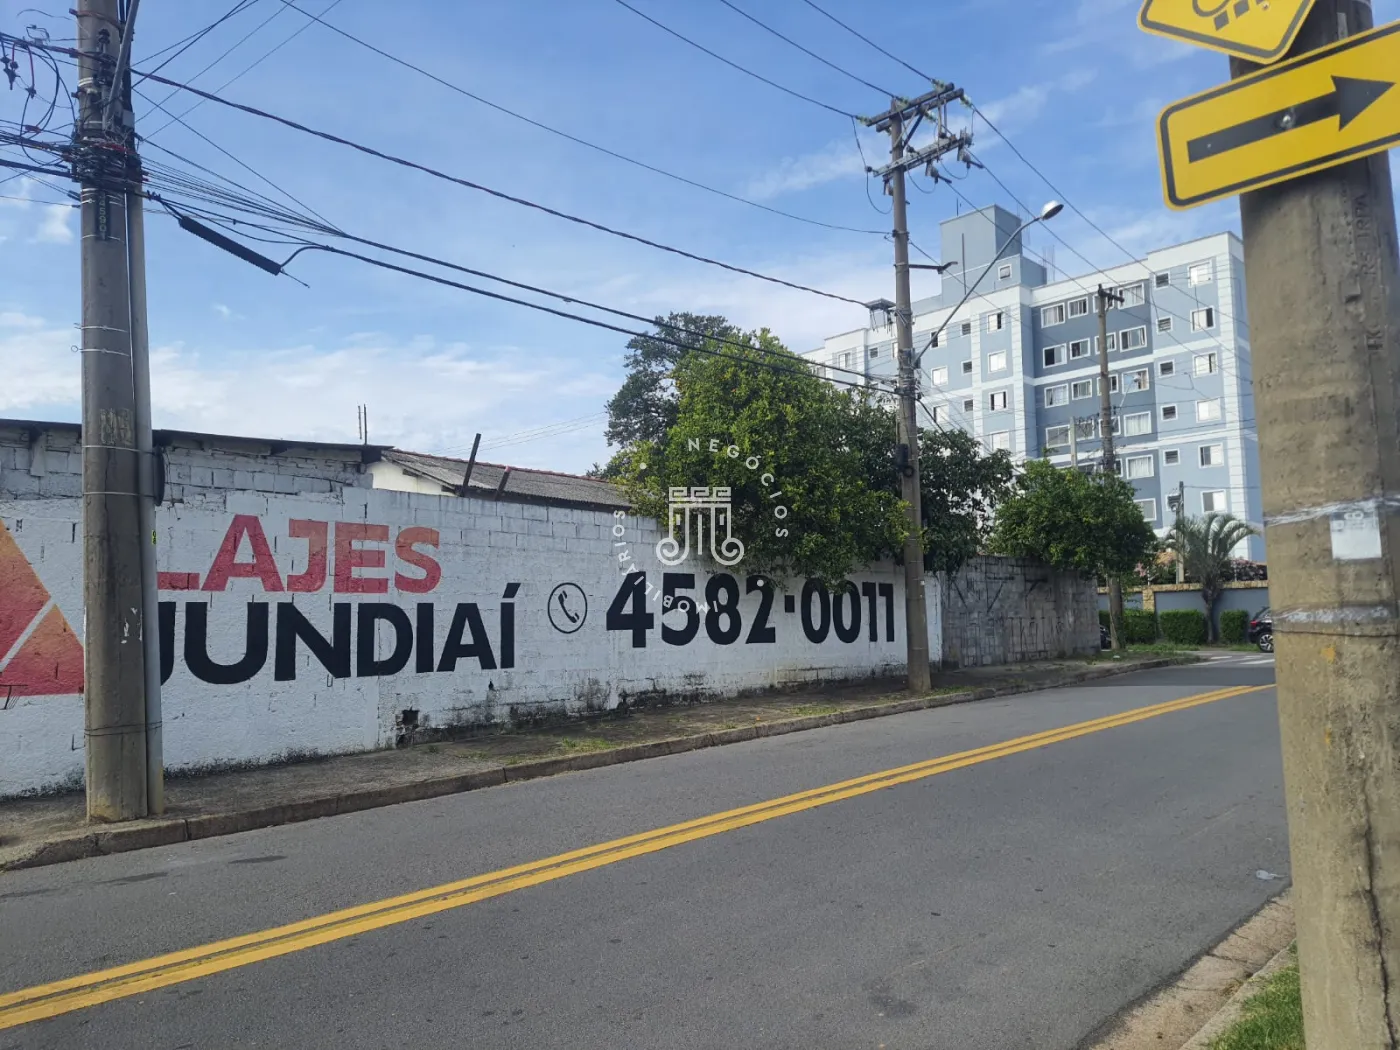 LAJES
JUNDIAÍ
4582-0011
NEGÓCIOS
IMOBILIÁRIOS